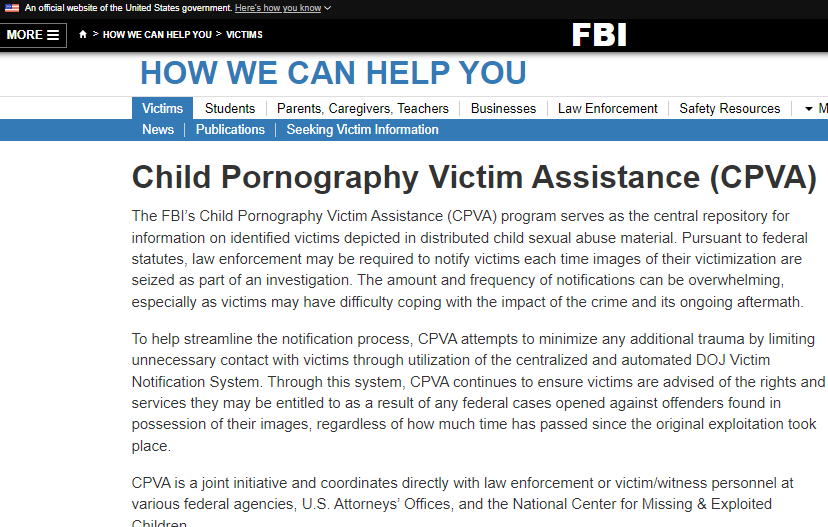 An official website of the United States government. Here's how you know
MORE
> HOW WE CAN HELP YOU > VICTIMS
FBI
HOW WE CAN HELP YOU
Victims Students Parents, Caregivers, Teachers Businesses Law Enforcement Safety Resources M
News Publications Seeking Victim Information
Child Pornography Victim Assistance (CPVA)
The FBI's Child Pornography Victim Assistance (CPVA) program serves as the central repository for
information on identified victims depicted in distributed child sexual abuse material. Pursuant to federal
statutes, law enforcement may be required to notify victims each time images of their victimization are
seized as part of an investigation. The amount and frequency of notifications can be overwhelming,
especially as victims may have difficulty coping with the impact of the crime and its ongoing aftermath.
To help streamline the notification process, CPVA attempts to minimize any additional trauma by limiting
unnecessary contact with victims through utilization of the centralized and automated DOJ Victim
Notification System. Through this system, CPVA continues to ensure victims are advised of the rights and
services they may be entitled to as a result of any federal cases opened against offenders found in
possession of their images, regardless of how much time has passed since the original exploitation took
place.
CPVA is a joint initiative and coordinates directly with law enforcement or victim/witness personnel at
various federal agencies, U.S. Attorneys' Offices, and the National Center for Missing & Exploited
Children